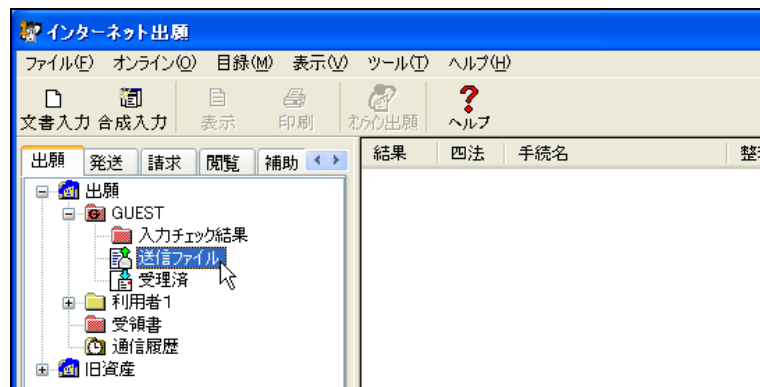 インターネット出願
ファイル(F) オンライン(O) 目録(M) 表示(V) ツール(T) ヘルプ(H)
文書入力 合成入力 表示 印刷 オンライン出願 ヘルプ
出願 発送 請求 閲覧 補助
結果 四法 手続名
出願
GUEST
入力チェック結果
送信ファイル
受理済
利用者1
受領書
通信履歴
旧資産